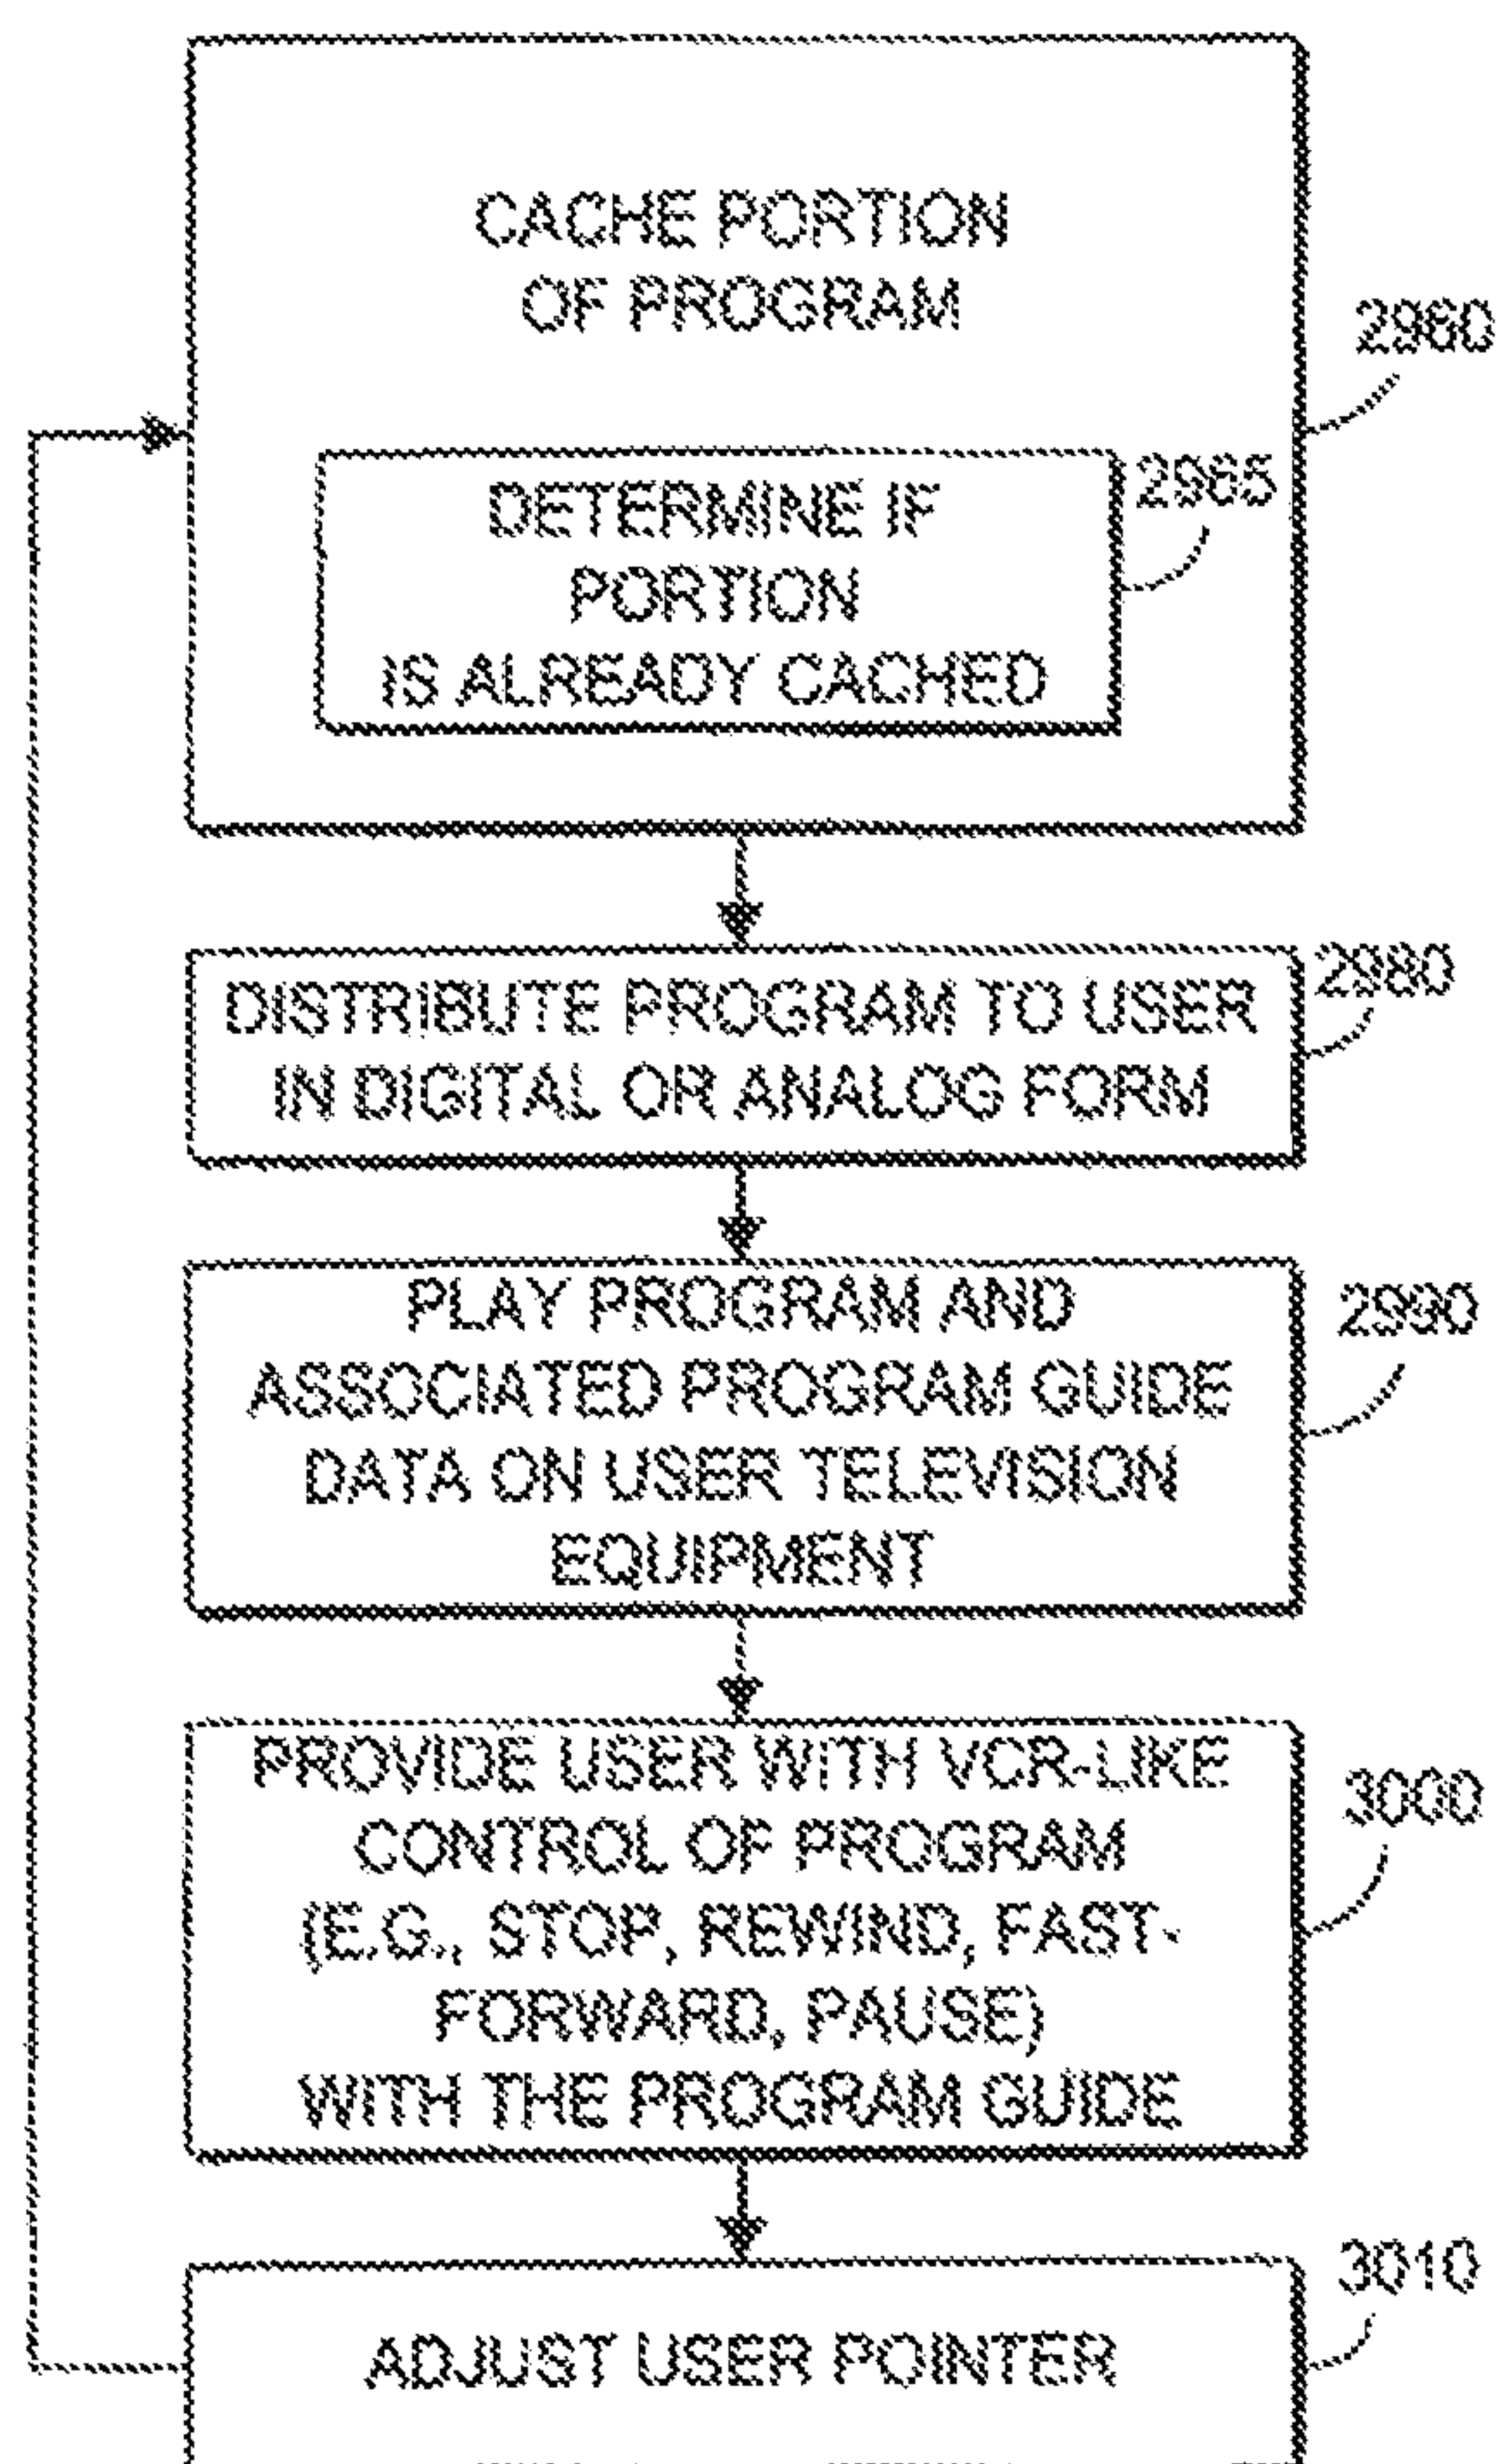 CACHE PORTION
OF PROGRAM
2960
2965
DETERMINE IF
PORTION
IS ALREADY CACHED
2980
DISTRIBUTE PROGRAM TO USER
IN DIGITAL OR ANALOG FORM
PLAY PROGRAM AND
2990
ASSOCIATED PROGRAM GUIDE
DATA ON USER TELEVISION
EQUIPMENT
PROVIDE USER WITH VCR-LIKE
3000
CONTROL OF PROGRAM
(E.G., STOP, REWIND, FAST-
FORWARD, PAUSE)
WITH THE PROGRAM GUIDE
3010
ADJUST USER POINTER